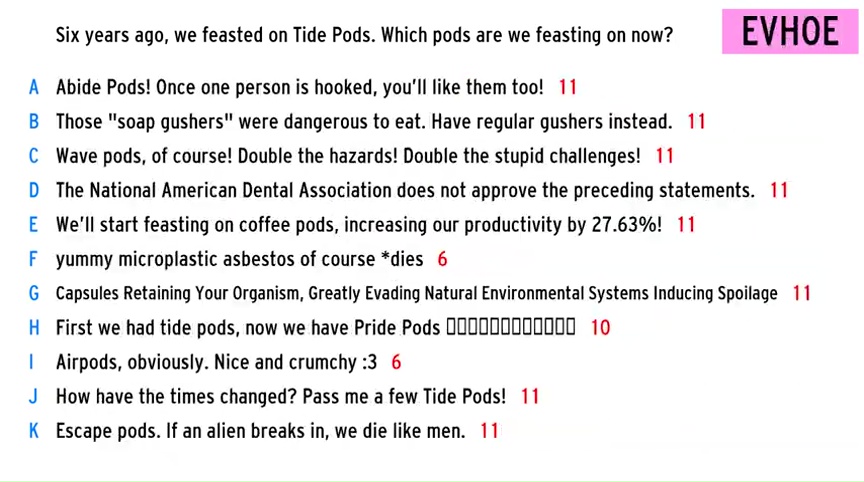 Six years ago, we feasted on Tide Pods. Which pods are we feasting on now?
EVHOE
A Abide Pods! Once one person is hooked, you'll like them too! 11
B Those "soap gushers" were dangerous to eat. Have regular gushers instead. 11
C Wave pods, of course! Double the hazards! Double the stupid challenges! 11
D The National American Dental Association does not approve the preceding statements. 11
E We'll start feasting on coffee pods, increasing our productivity by 27.63%! 11
F yummy microplastic asbestos of course *dies 6
G Capsules Retaining Your Organism, Greatly Evading Natural Environmental Systems Inducing Spoilage 11
H First we had tide pods, now we have Pride Pods ▯▯▯▯▯▯▯▯▯▯▯▯ 10
I Airpods, obviously. Nice and crumchy :3 6
J How have the times changed? Pass me a few Tide Pods! 11
K Escape pods. If an alien breaks in, we die like men. 11